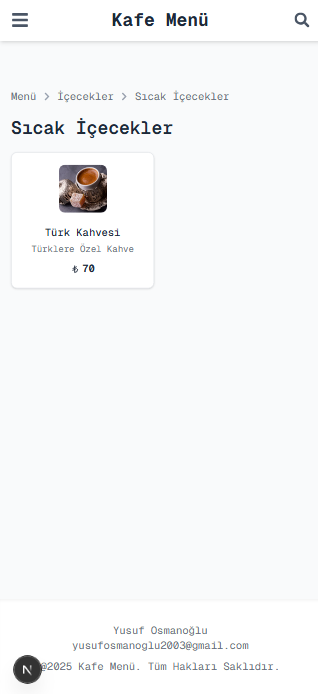 Kafe Menü
Menü > İçecekler > Sıcak İçecekler
Sıcak İçecekler
Türk Kahvesi
Türklere Özel Kahve
₺ 70
Yusuf Osmanoğlu
yusufosmanoglu2003@gmail.com
N
@2025 Kafe Menü. Tüm Hakları Saklıdır.